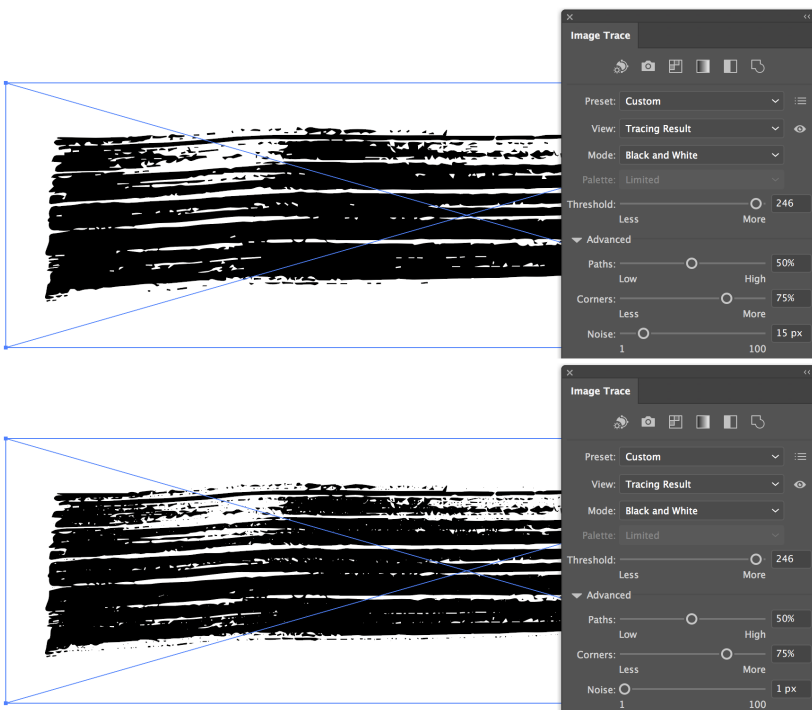 Image Trace
Preset: Custom
View: Tracing Result
Mode: Black and White
Palette: Limited
Threshold: 246
Less More
Advanced
Paths: 50%
Low High
Corners: 75%
Less More
Noise: 15 px
1 100
Image Trace
Preset: Custom
View: Tracing Result
Mode: Black and White
Palette: Limited
Threshold: 246
Less More
Advanced
Paths: 50%
Low High
Corners: 75%
Less More
Noise: 1 px
1 100